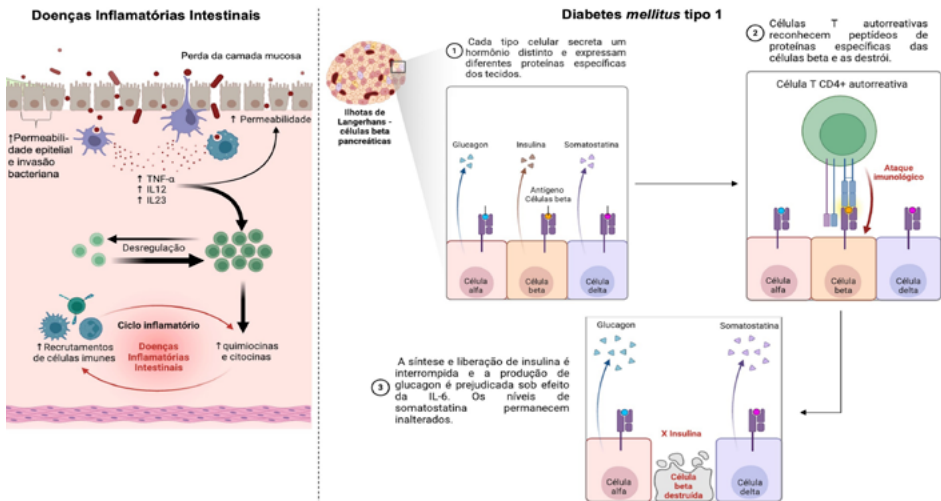 Doenças Inflamatórias Intestinais
Perda da camada mucosa
↑ Permeabilidade
↑Permeabili-
dade epitelial
e invasão
bacteriana
↑ TNF-α
↑ IL12
↑ IL23
Desregulação
Ciclo inflamatório
Doenças
Inflamatórias
Intestinais
↑Recrutamentos
de células imunes
↑quimiocinas
e citocinas
Diabetes mellitus tipo 1
1
Cada tipo celular secreta um
hormônio distinto e expressam
diferentes proteínas específicas
dos tecidos.
Ilhotas de
Langerhans -
células beta
pancreáticas
Glucagon
Insulina
Somatostatina
Antígeno
Células beta
Célula
alfa
Célula
beta
Célula
delta
2
Células T autorreativas
reconhecem peptídeos de
proteínas específicas das
células beta e as destrói.
Célula T CD4+ autorreativa
Ataque
imunológico
Célula
alfa
Célula
beta
Célula
delta
3
A síntese e liberação de insulina é
interrompida e a produção de
glucagon é prejudicada sob efeito
da IL-6. Os níveis de
somatostatina permanecem
inalterados.
Glucagon
Somatostatina
X Insulina
Célula
alfa
Célula
beta
destruída
Célula
delta